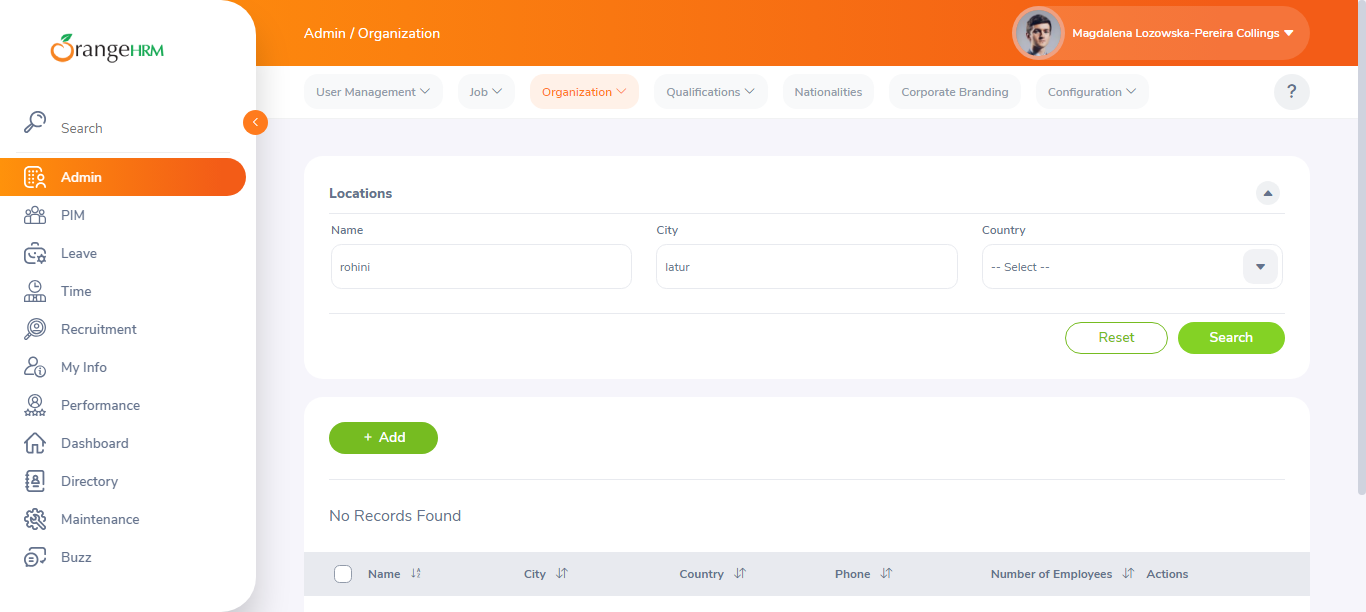 OrangeHRM
Search
Admin
PIM
Leave
Time
Recruitment
My Info
Performance
Dashboard
Directory
Maintenance
Buzz
Admin / Organization
Magdalena Lozowska-Pereira Collings
User Management Job Organization Qualifications Nationalities Corporate Branding Configuration ?
Locations
Name City Country
rohini latur -- Select --
Reset Search
+ Add
No Records Found
Name City Country Phone Number of Employees Actions